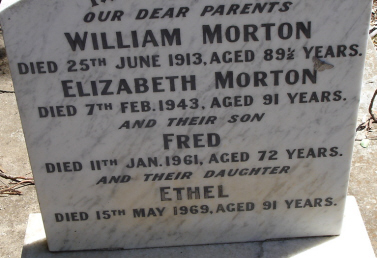 OUR DEAR PARENTS
WILLIAM MORTON
DIED 25TH JUNE 1913, AGED 89½ YEARS.
ELIZABETH MORTON
DIED 7TH FEB. 1943, AGED 91 YEARS.
AND THEIR SON
FRED
DIED 11TH JAN. 1961, AGED 72 YEARS.
AND THEIR DAUGHTER
ETHEL
DIED 15TH MAY 1969, AGED 91 YEARS.